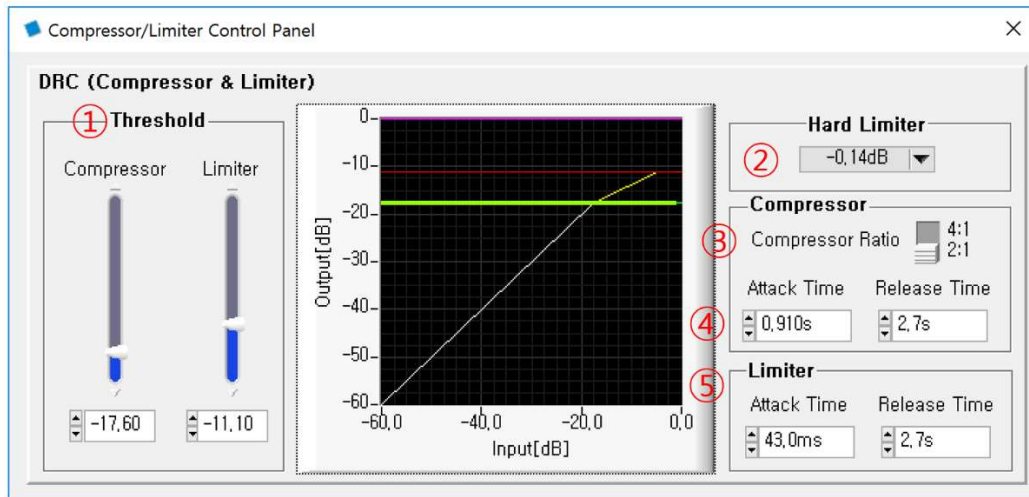 Compressor/Limiter Control Panel
DRC (Compressor & Limiter)
① Threshold
Compressor Limiter
-17,60 -11,10
Output[dB]
0
-10
-20
-30
-40
-50
-60
-60,0 -40,0 -20,0 0,0
Input[dB]
Hard Limiter
② -0,14dB
Compressor
③ Compressor Ratio 4:1
2:1
Attack Time Release Time
④ 0,910s 2,7s
Limiter
⑤
Attack Time Release Time
43,0ms 2,7s